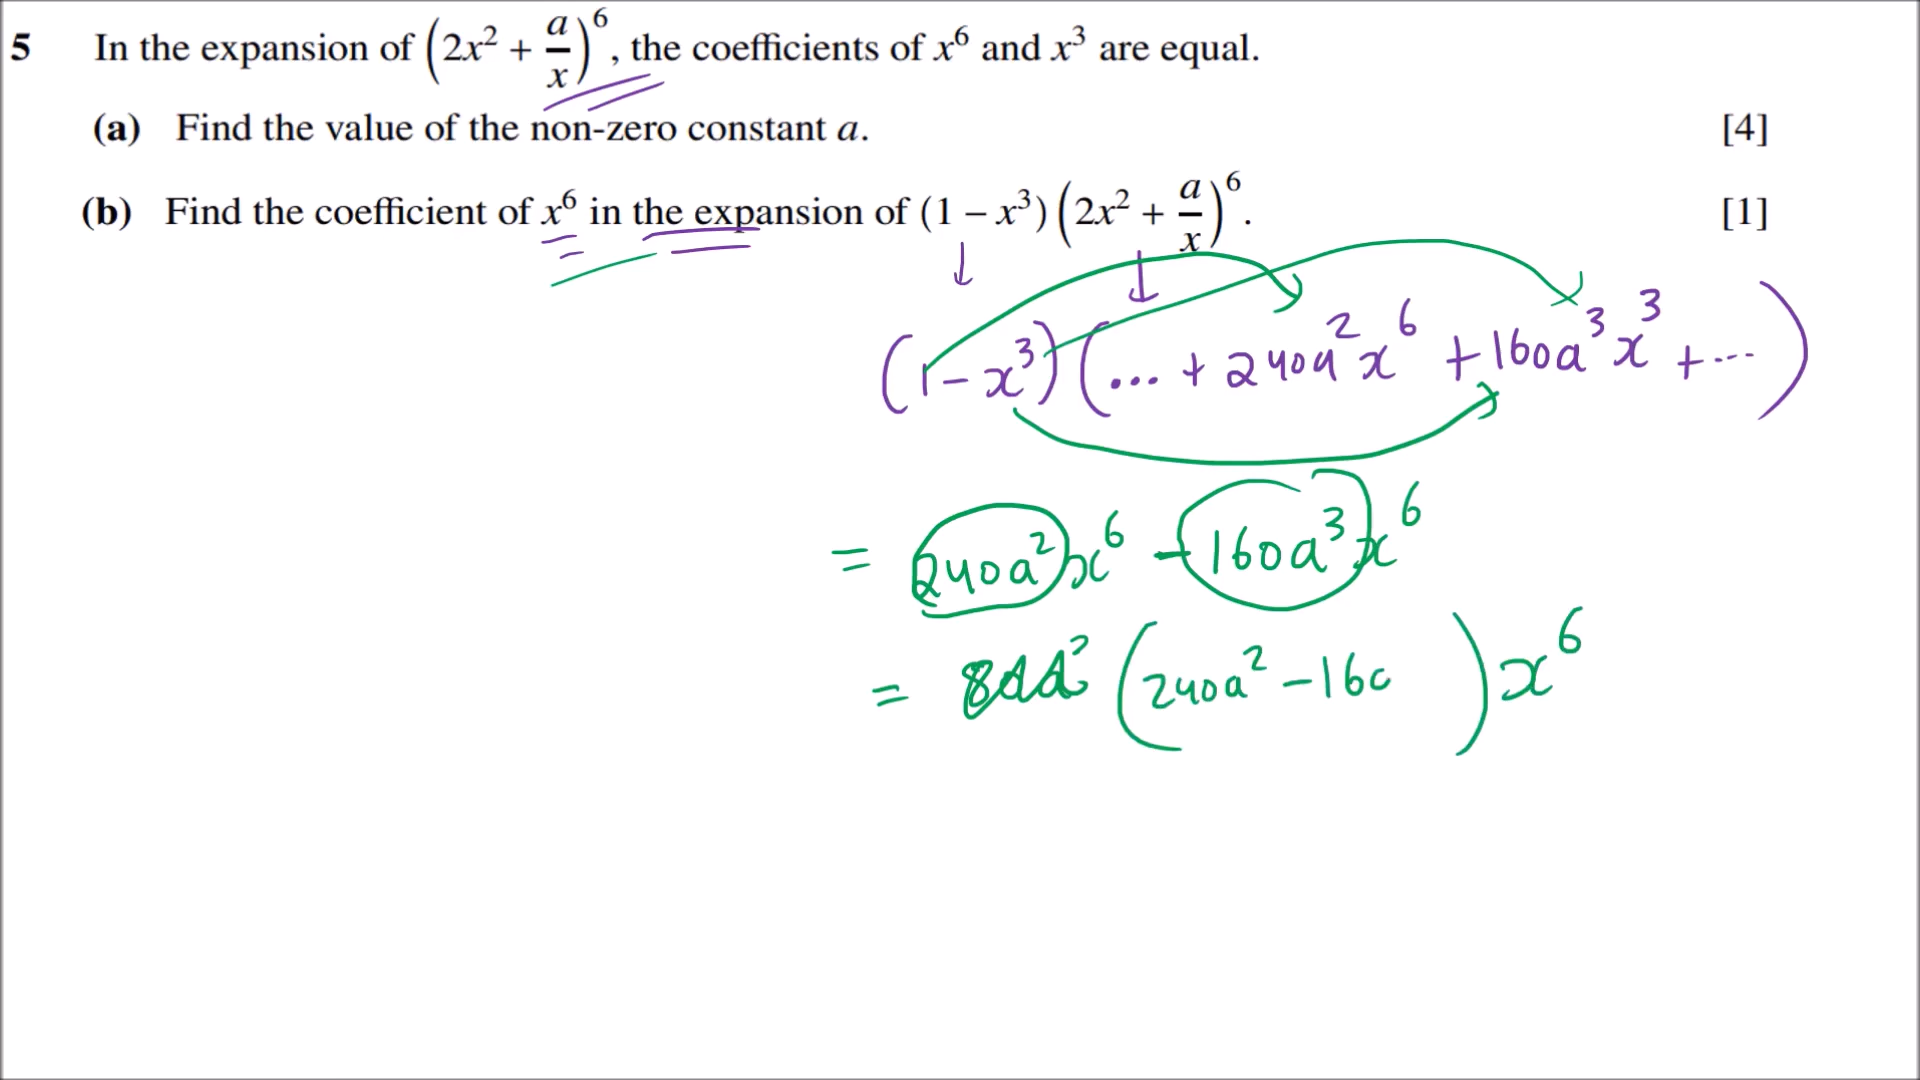 5 In the expansion of (2x² + a/x)⁶, the coefficients of x⁶ and x³ are equal.
(a) Find the value of the non-zero constant a. [4]
(b) Find the coefficient of x⁶ in the expansion of (1 – x³)(2x² + a/x)⁶. [1]
(1 – x³)(... + 240a²x⁶ + 160a³x³ + ...)
= 240a²x⁶ – 160a³x⁶
= (240a² – 160 )x⁶